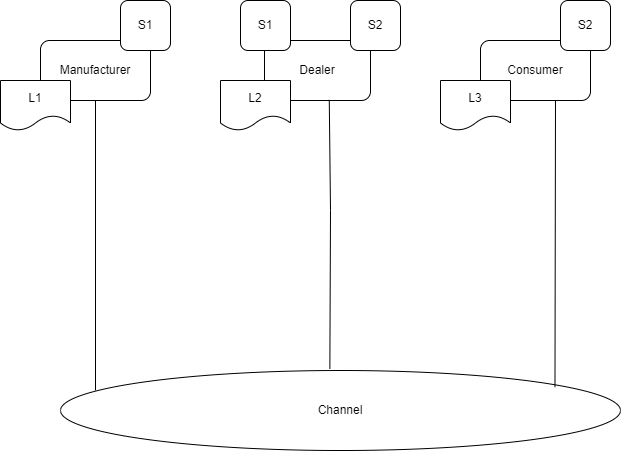 S1
S1
S2
S2
Manufacturer
Dealer
Consumer
L1
L2
L3
Channel